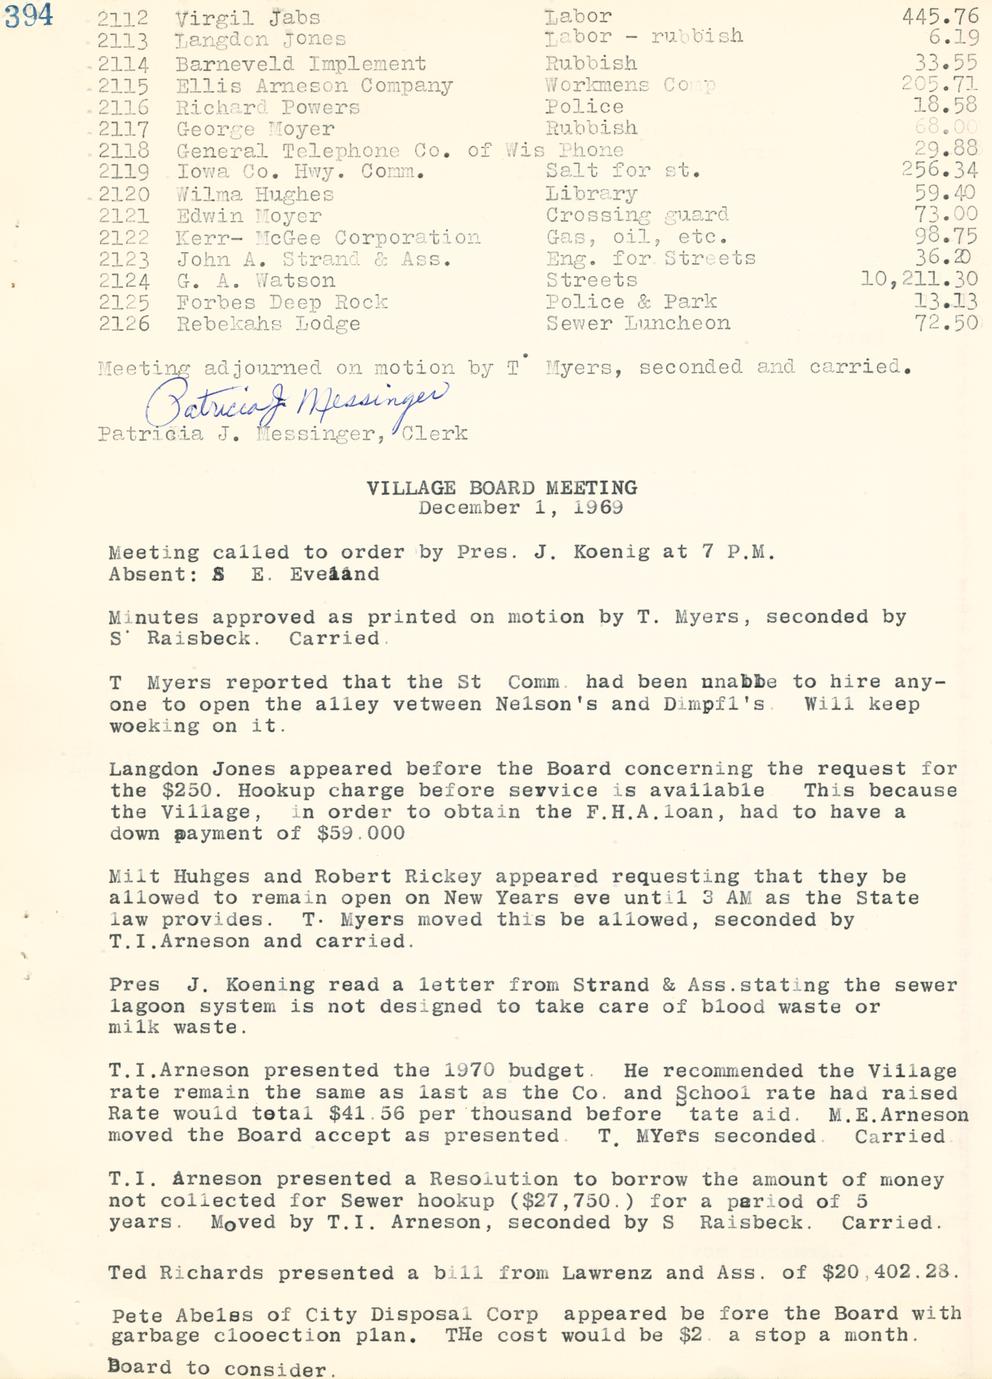 394
2112 Virgil Jabs Labor 445.76
2113 Langdon Jones Labor - rubbish 6.19
2114 Barneveld Implement Rubbish 33.55
2115 Ellis Arneson Company Workmens Comp 205.71
2116 Richard Powers Police 18.58
2117 George Moyer Rubbish 68.00
2118 General Telephone Co. of Wis Phone 29.88
2119 Iowa Co. Hwy. Comm. Salt for st. 256.34
2120 Wilma Hughes Library 59.40
2121 Edwin Moyer Crossing guard 73.00
2122 Kerr- McGee Corporation Gas, oil, etc. 98.75
2123 John A. Strand & Ass. Eng. for Streets 36.20
2124 G. A. Watson Streets 10,211.30
2125 Forbes Deep Rock Police & Park 13.13
2126 Rebekahs Lodge Sewer Luncheon 72.50
Meeting adjourned on motion by T. Myers, seconded and carried.
Patricia J. Messinger
Patricia J. Messinger, Clerk
VILLAGE BOARD MEETING
December 1, 1969
Meeting called to order by Pres. J. Koenig at 7 P.M.
Absent: S E. Eveland
Minutes approved as printed on motion by T. Myers, seconded by
S. Raisbeck. Carried.
T Myers reported that the St Comm. had been unabbe to hire any-
one to open the alley vetween Nelson's and Dimpfl's. Will keep
woeking on it.
Langdon Jones appeared before the Board concerning the request for
the $250. Hookup charge before service is available This because
the Village, in order to obtain the F.H.A.loan, had to have a
down payment of $59.000
Milt Huhges and Robert Rickey appeared requesting that they be
allowed to remain open on New Years eve until 3 AM as the State
law provides. T. Myers moved this be allowed, seconded by
T.I.Arneson and carried.
Pres J. Koening read a letter from Strand & Ass.stating the sewer
lagoon system is not designed to take care of blood waste or
milk waste.
T.I.Arneson presented the 1970 budget. He recommended the Village
rate remain the same as last as the Co. and School rate had raised
Rate would total $41.56 per thousand before tate aid. M.E.Arneson
moved the Board accept as presented. T. MYers seconded. Carried
T.I. Arneson presented a Resolution to borrow the amount of money
not collected for Sewer hookup ($27,750.) for a period of 5
years. Moved by T.I. Arneson, seconded by S Raisbeck. Carried.
Ted Richards presented a bill from Lawrenz and Ass. of $20,402.28.
Pete Abeles of City Disposal Corp appeared be fore the Board with
garbage clooection plan. THe cost would be $2. a stop a month.
Board to consider.